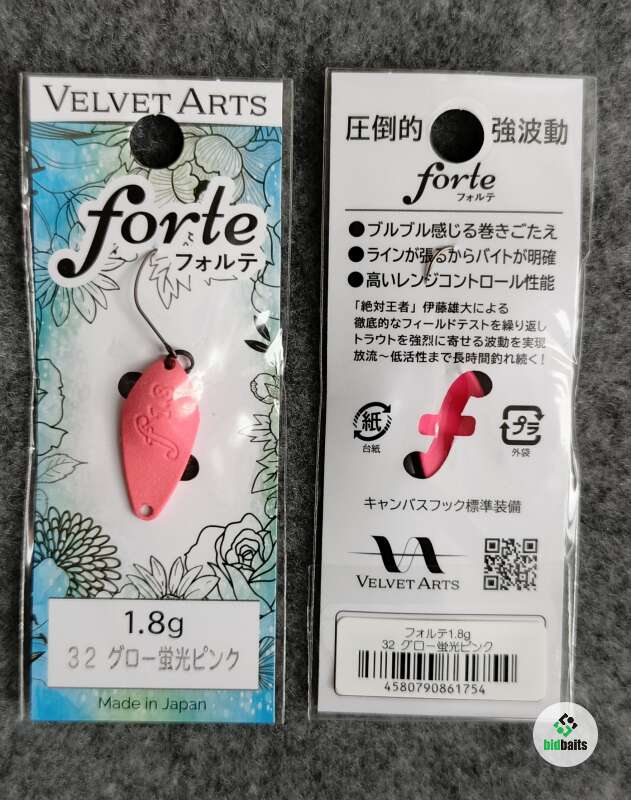 VELVET ARTS
forte
フォルテ
f 1.8
1.8g
32 グロー蛍光ピンク
Made in Japan
圧倒的 強波動
forte
フォルテ
●ブルブル感じる巻きごたえ
●ラインが張るからバイトが明確
●高いレンジコントロール性能
「絶対王者」伊藤雄大による
徹底的なフィールドテストを繰り返し
トラウトを強烈に寄せる波動を実現
放流～低活性まで長時間釣れ続く！
紙
台紙
プラ
外袋
f
キャンバスフック標準装備
VELVET ARTS
フォルテ1.8g
32 グロー蛍光ピンク
4580790861754
bidbaits